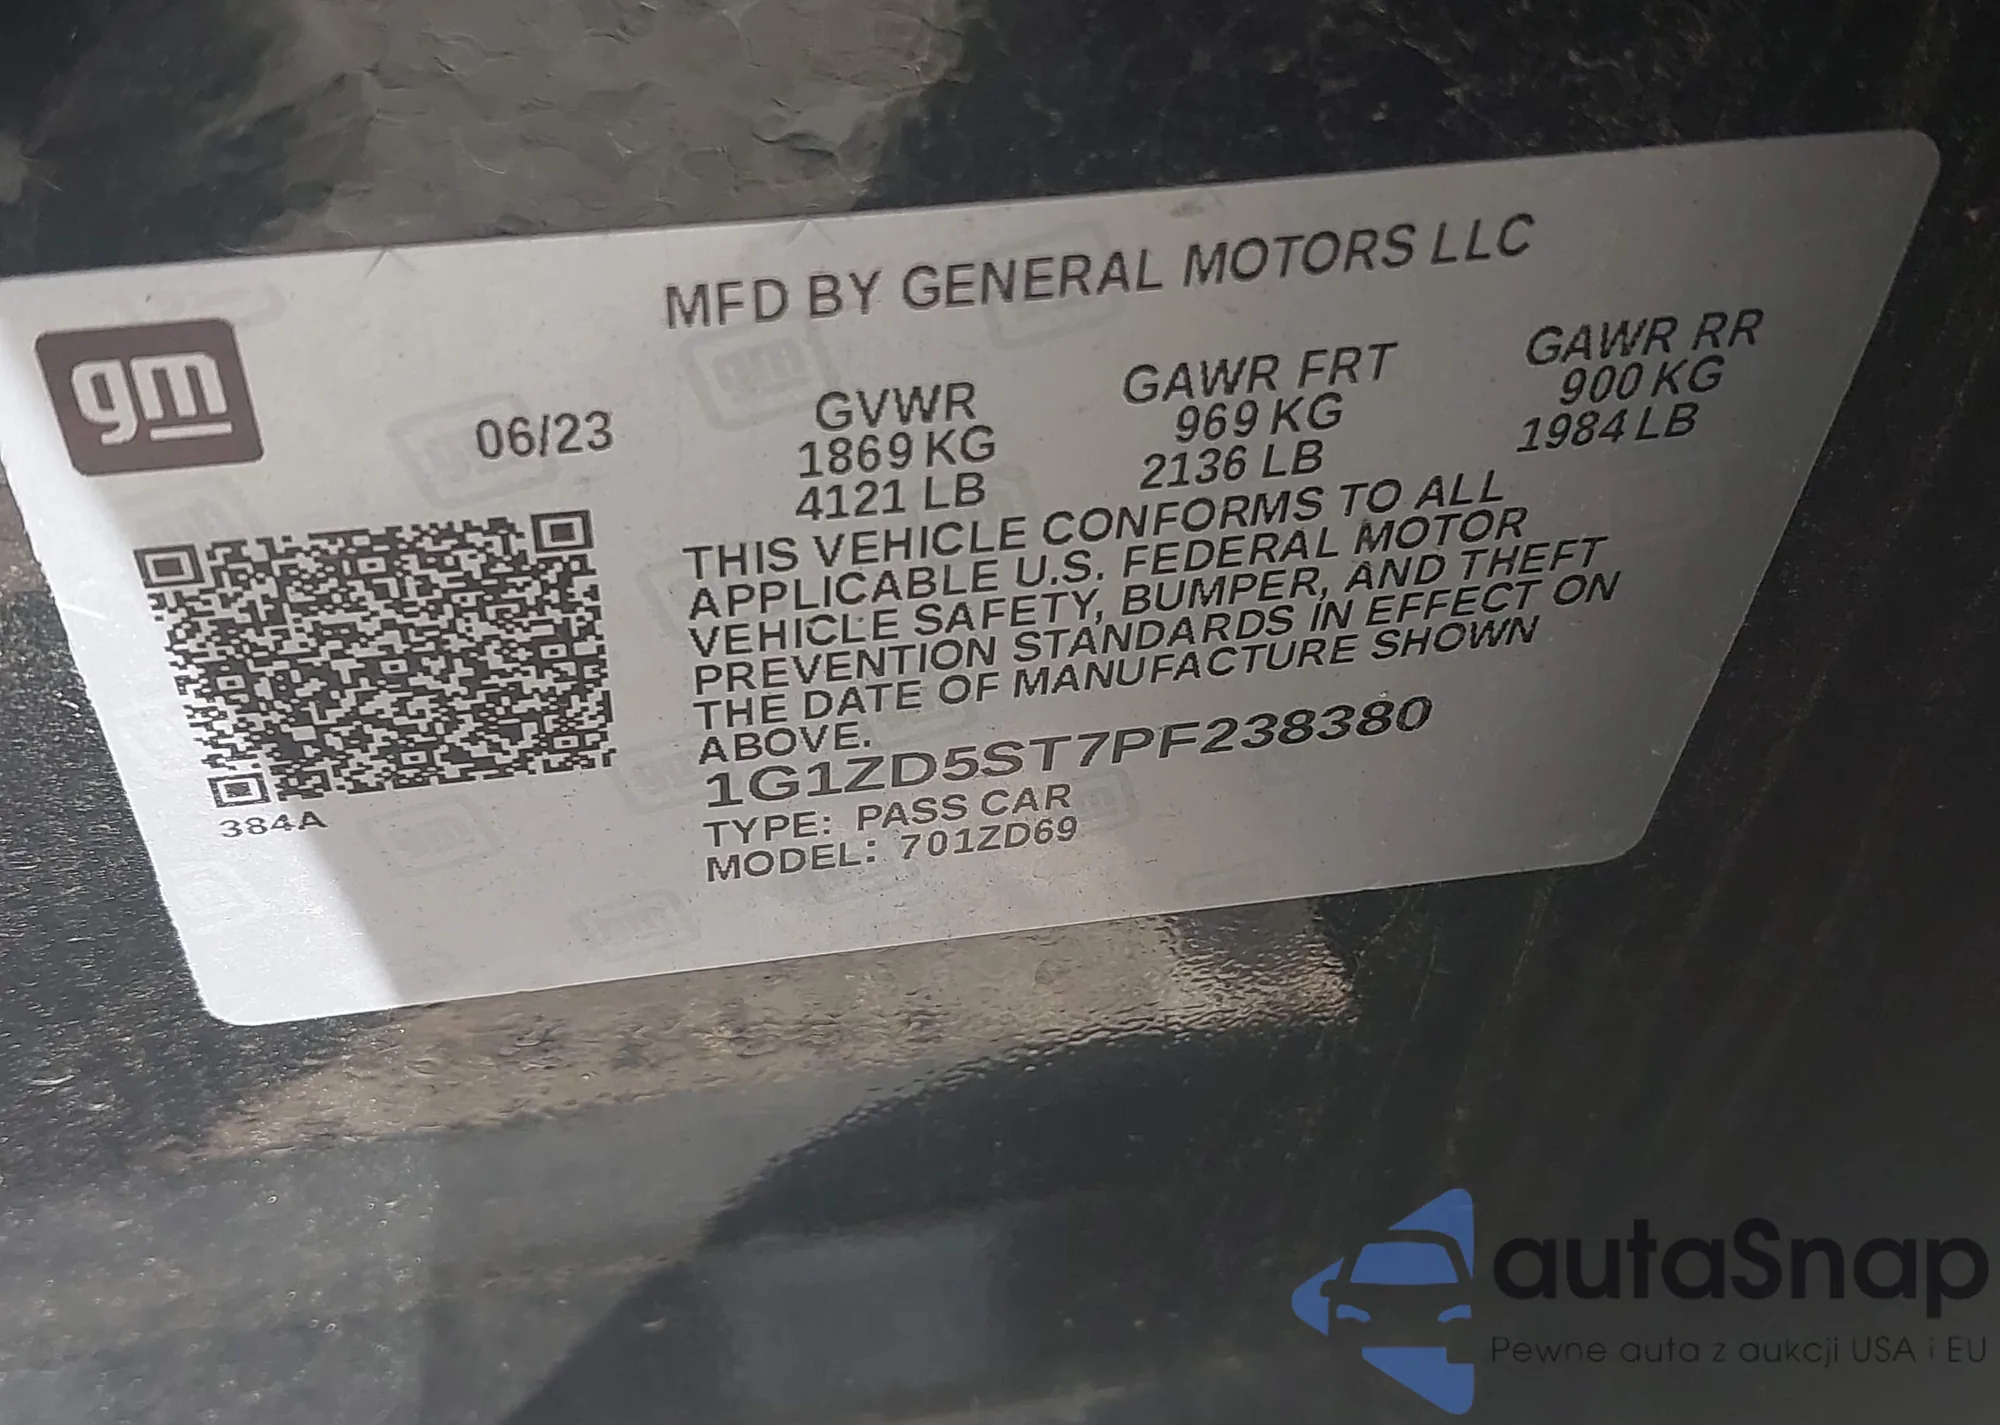 MFD BY GENERAL MOTORS LLC
gm
06/23
GVWR
1869 KG
4121 LB
GAWR FRT
969 KG
2136 LB
GAWR RR
900 KG
1984 LB
THIS VEHICLE CONFORMS TO ALL
APPLICABLE U.S. FEDERAL MOTOR
VEHICLE SAFETY, BUMPER, AND THEFT
PREVENTION STANDARDS IN EFFECT ON
THE DATE OF MANUFACTURE SHOWN
ABOVE.
1G1ZD5ST7PF238380
TYPE: PASS CAR
MODEL: 701ZD69
384A
autaSnap
Pewne auta z aukcji USA i EU